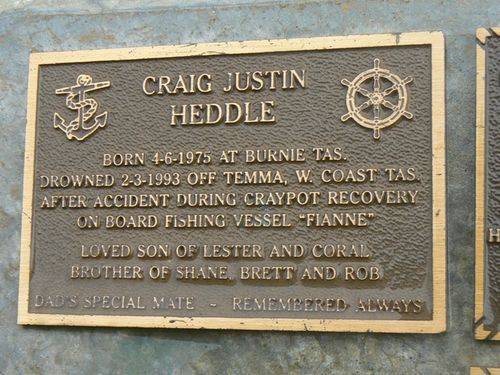 CRAIG JUSTIN
HEDDLE
BORN 4-6-1975 AT BURNIE TAS.
DROWNED 2-3-1993 OFF TEMMA, W. COAST TAS.
AFTER ACCIDENT DURING CRAYPOT RECOVERY
ON BOARD FISHING VESSEL "FIANNE"
LOVED SON OF LESTER AND CORAL
BROTHER OF SHANE, BRETT AND ROB
DAD'S SPECIAL MATE - REMEMBERED ALWAYS